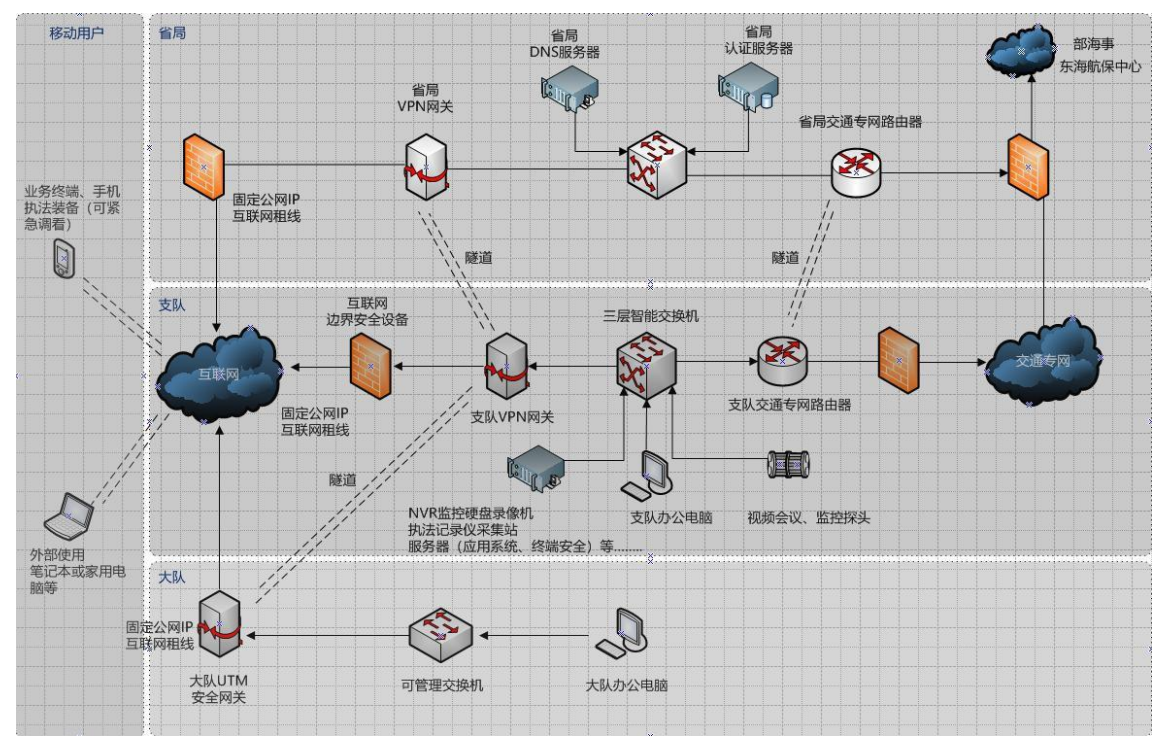 移动用户
业务终端、手机
执法装备（可紧
急调看）
外部使用
笔记本或家用电
脑等
省局
省局
DNS服务器
省局
认证服务器
部海事
东海航保中心
省局
VPN网关
省局交通专网路由器
固定公网IP
互联网租线
隧道
隧道
支队
互联网
边界安全设备
三层智能交换机
互联网
交通专网
固定公网IP
互联网租线
支队VPN网关
支队交通专网路由器
隧道
NVR监控硬盘录像机
执法记录仪采集站
服务器（应用系统、终端安全）等........
支队办公电脑
视频会议、监控探头
大队
固定公网IP
互联网租线
大队UTM
安全网关
可管理交换机
大队办公电脑